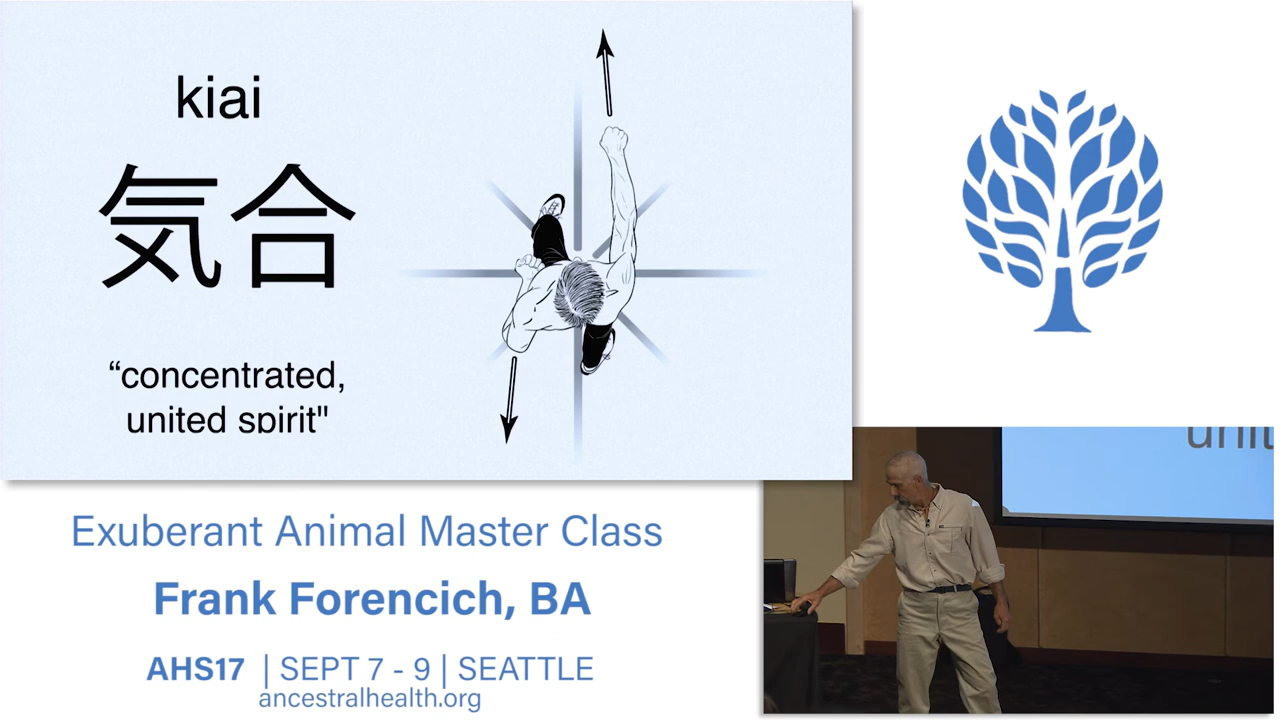 kiai
気合
“concentrated,
united spirit"
Exuberant Animal Master Class
Frank Forencich, BA
AHS17 | SEPT 7 - 9 | SEATTLE
ancestralhealth.org